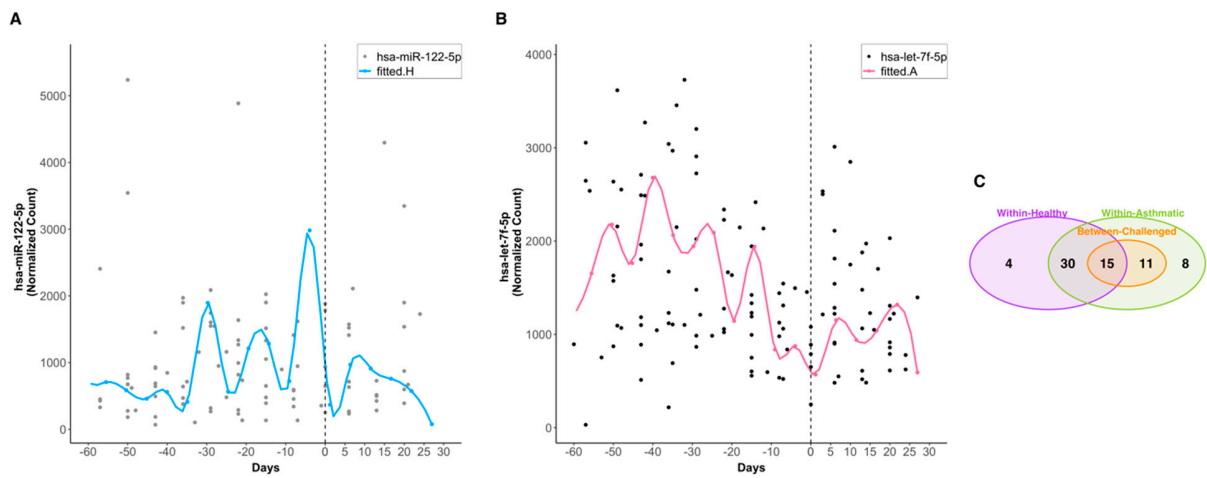 A
hsa-miR-122-5p
fitted.H
hsa-miR-122-5p
(Normalized Count)
5000
4000
3000
2000
1000
0
-60 -50 -40 -30 -20 -10 0 5 10 15 20 25 30
Days
B
hsa-let-7f-5p
fitted.A
hsa-let-7f-5p
(Normalized Count)
4000
3000
2000
1000
0
-60 -50 -40 -30 -20 -10 0 5 10 15 20 25 30
Days
C
Within-Healthy Within-Asthmatic
Between-Challenged
4 30 15 11 8